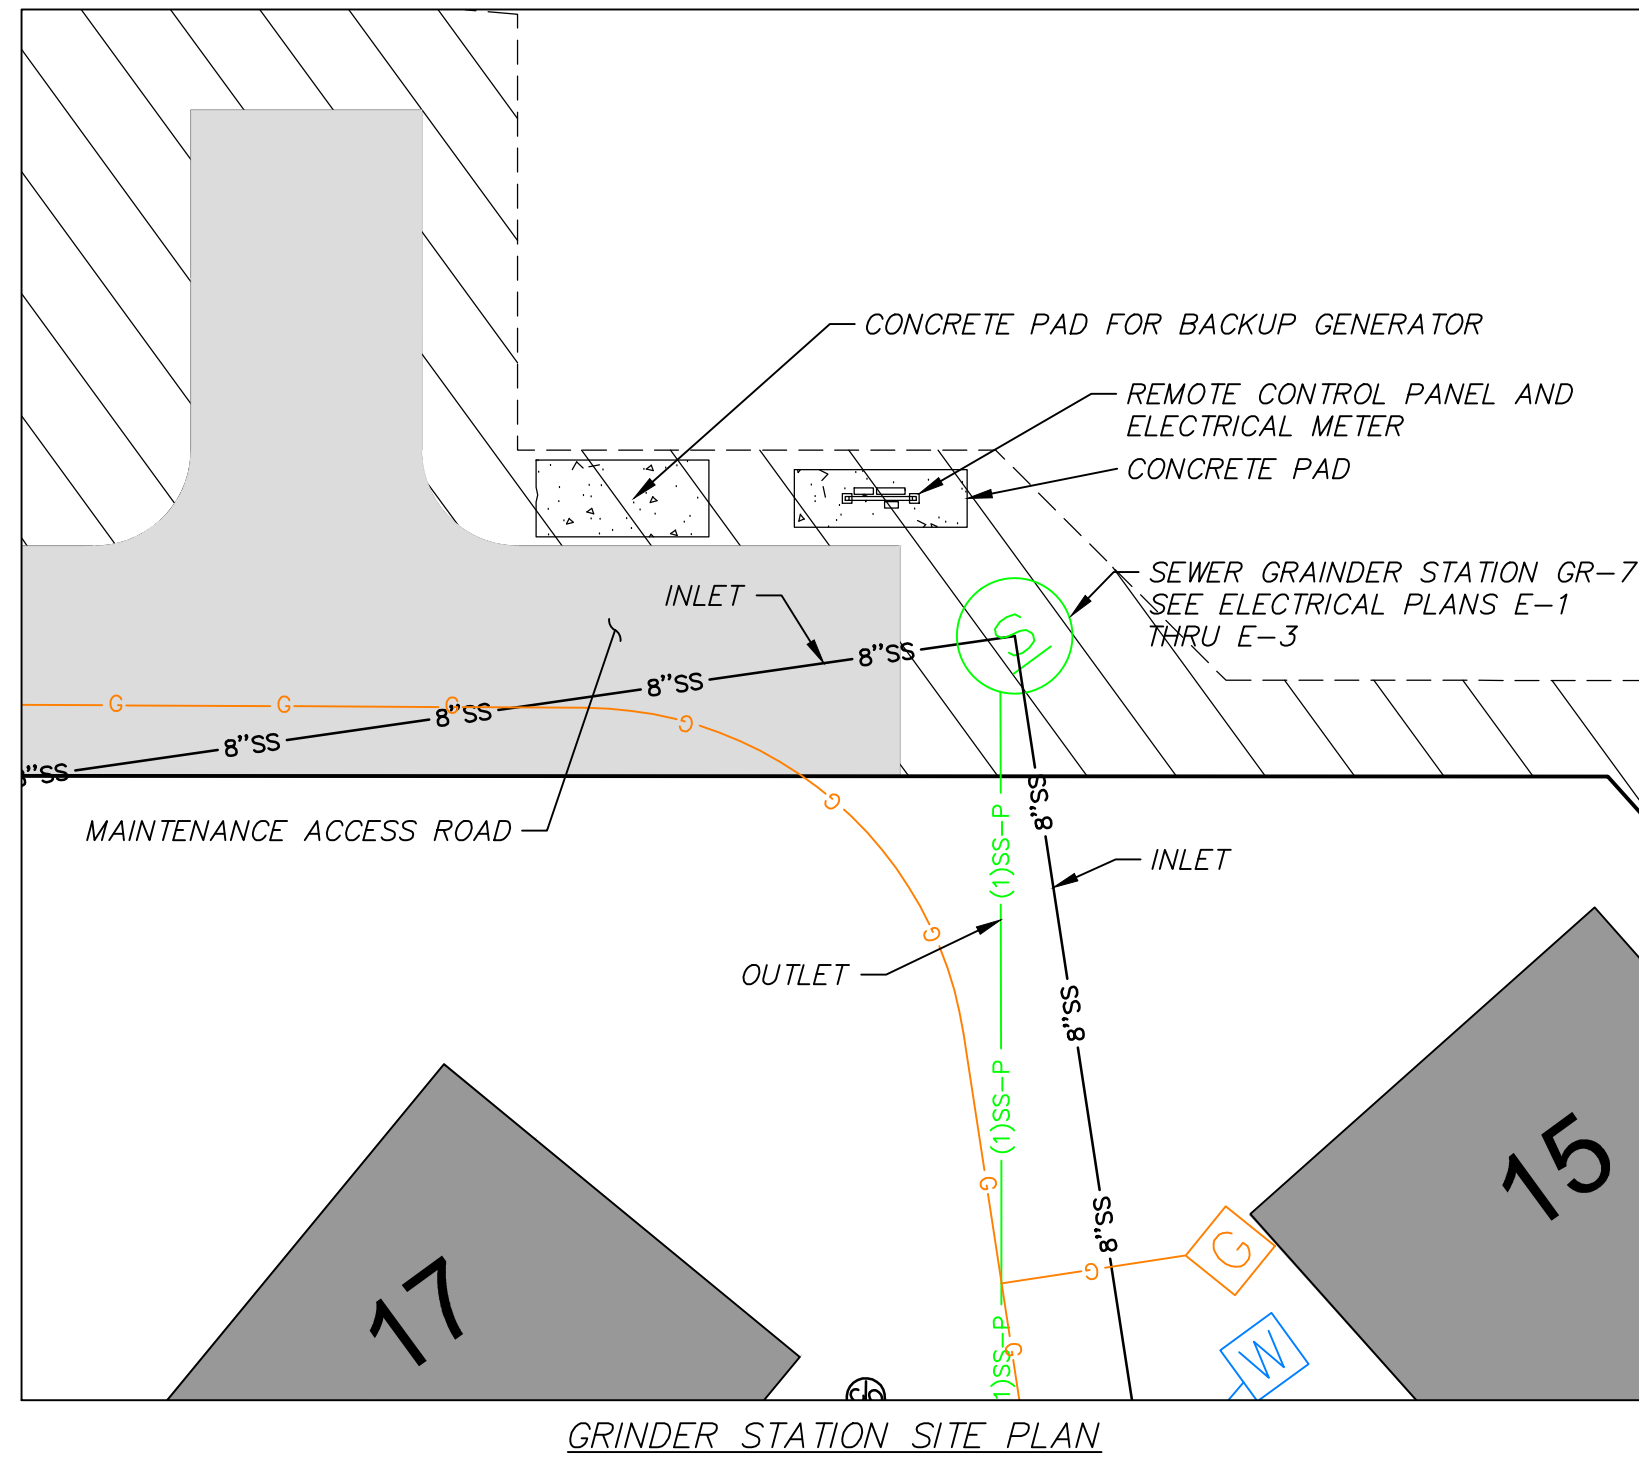 CONCRETE PAD FOR BACKUP GENERATOR
REMOTE CONTROL PANEL AND
ELECTRICAL METER
CONCRETE PAD
SEWER GRAINDER STATION GR-7
SEE ELECTRICAL PLANS E-1
THRU E-3
INLET
S
8"SS
8"SS
8"SS
8"SS
8"SS
G
G
G
G
G
G
G
G
G
MAINTENANCE ACCESS ROAD
INLET
OUTLET
(1)SS-P
(1)SS-P
1)SS-P
8"SS
8"SS
8"SS
G
W
17
15
GRINDER STATION SITE PLAN